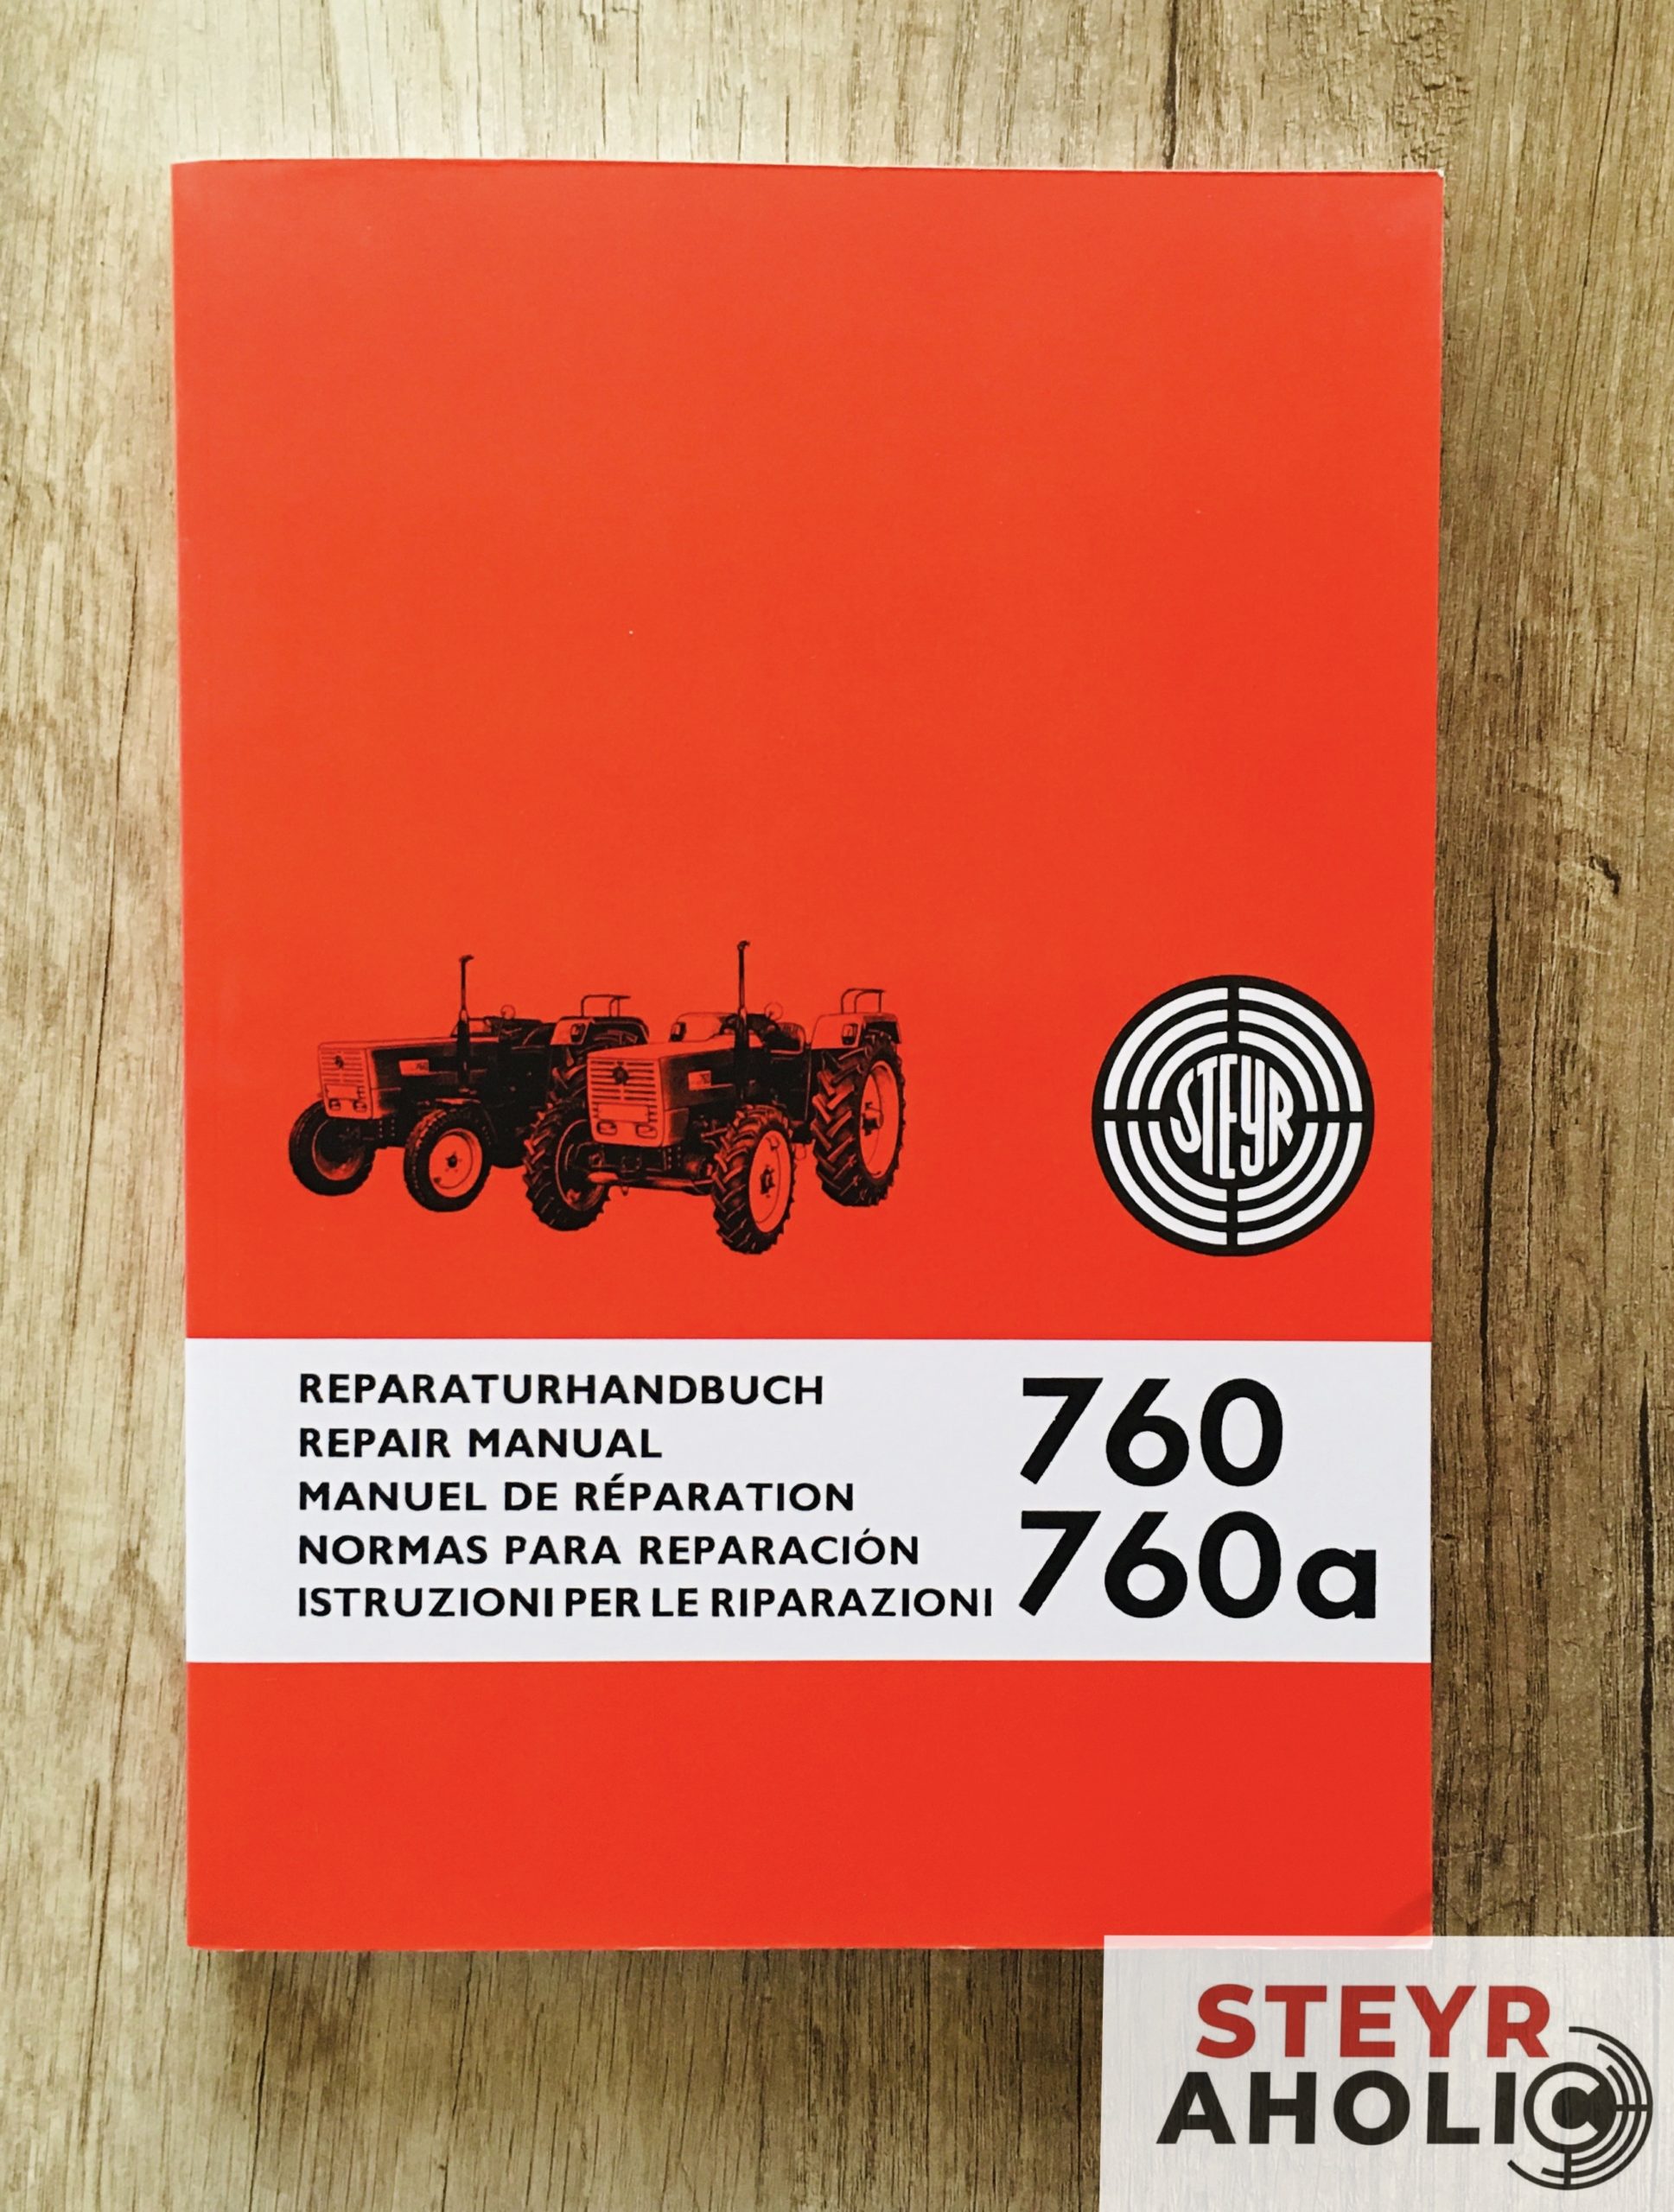 STEYR
REPARATURHANDBUCH
REPAIR MANUAL
MANUEL DE RÉPARATION
NORMAS PARA REPARACIÓN
ISTRUZIONI PER LE RIPARAZIONI
760
760a
STEYR
AHOLIC